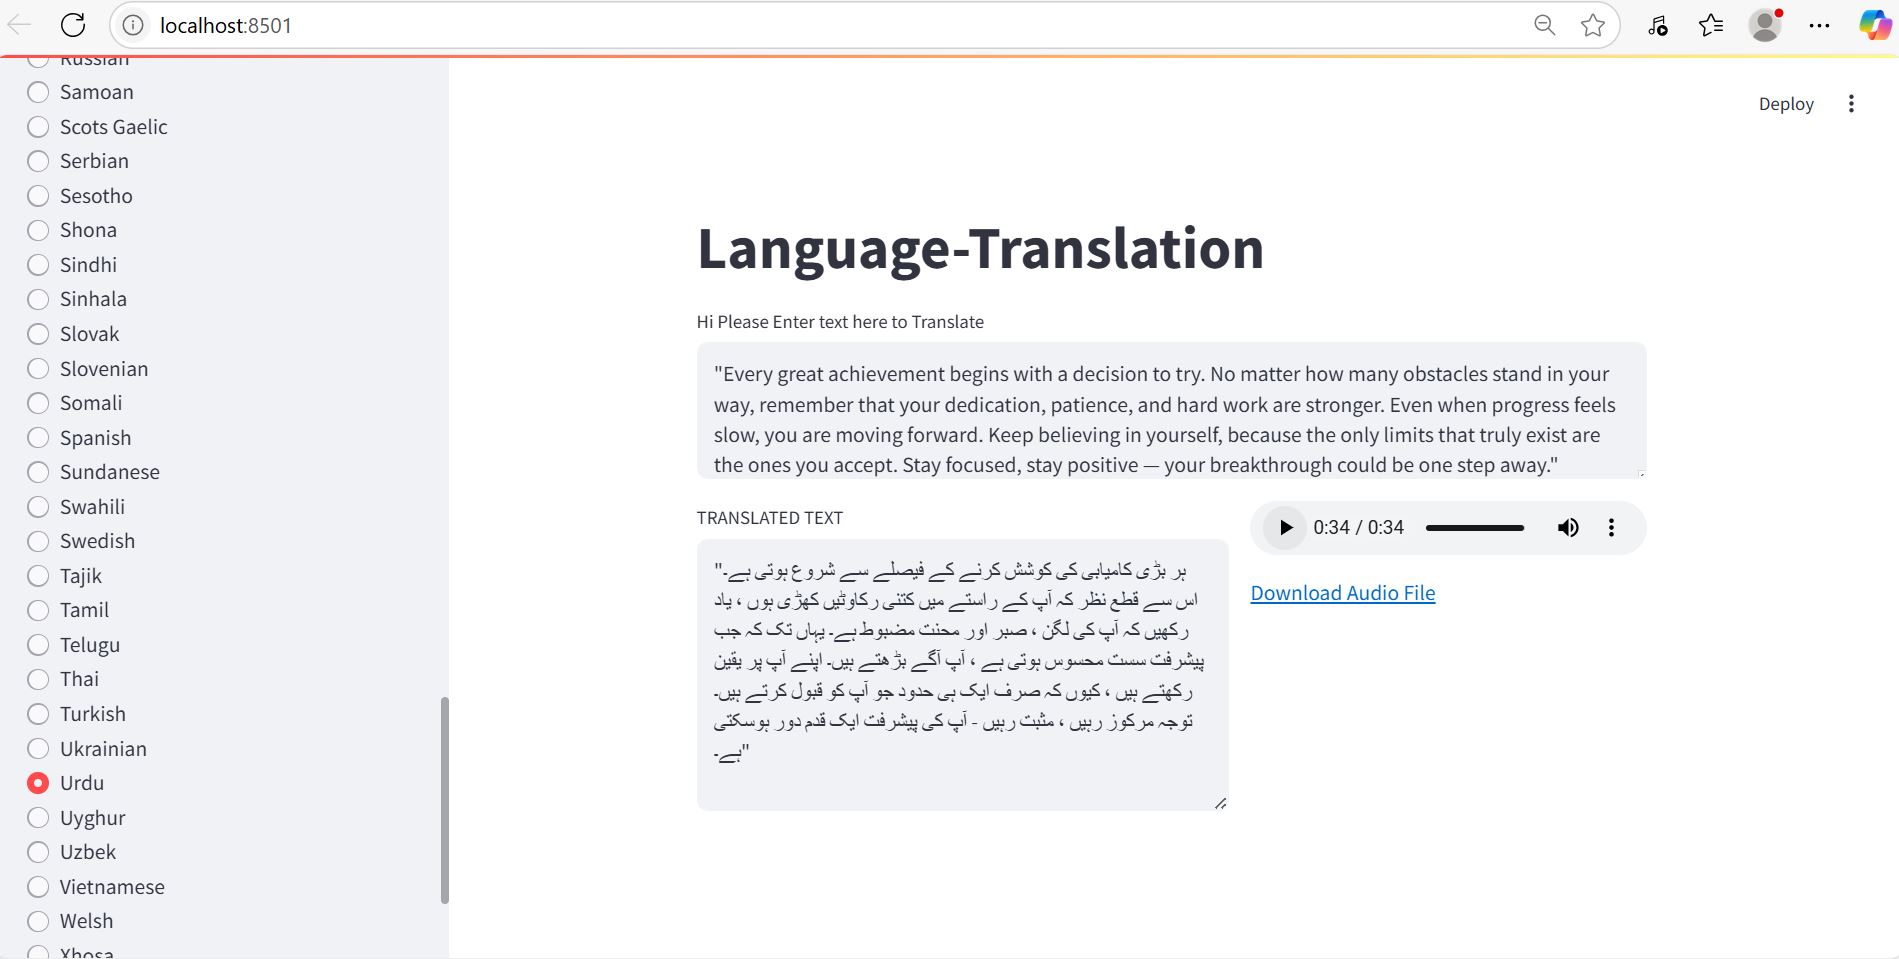 localhost:8501
Russian
Samoan
Scots Gaelic
Serbian
Sesotho
Shona
Sindhi
Sinhala
Slovak
Slovenian
Somali
Spanish
Sundanese
Swahili
Swedish
Tajik
Tamil
Telugu
Thai
Turkish
Ukrainian
Urdu
Uyghur
Uzbek
Vietnamese
Welsh
Xhosa
Deploy
Language-Translation
Hi Please Enter text here to Translate
"Every great achievement begins with a decision to try. No matter how many obstacles stand in your
way, remember that your dedication, patience, and hard work are stronger. Even when progress feels
slow, you are moving forward. Keep believing in yourself, because the only limits that truly exist are
the ones you accept. Stay focused, stay positive — your breakthrough could be one step away."
TRANSLATED TEXT
"ہر بڑی کامیابی کی کوشش کرنے کے فیصلے سے شروع ہوتی ہے۔
اس سے قطع نظر کہ آپ کے راستے میں کتنی رکاوٹیں کھڑی ہوں ، یاد
رکھیں کہ آپ کی لگن ، صبر اور محنت مضبوط ہے۔ یہاں تک کہ جب
پیشرفت سست محسوس ہوتی ہے ، آپ آگے بڑھتے ہیں۔ اپنے آپ پر یقین
رکھتے ہیں ، کیوں کہ صرف ایک ہی حدود جو آپ کو قبول کرتے ہیں۔
توجہ مرکوز رہیں ، مثبت رہیں - آپ کی پیشرفت ایک قدم دور ہوسکتی
ہے۔"
0:34 / 0:34
Download Audio File